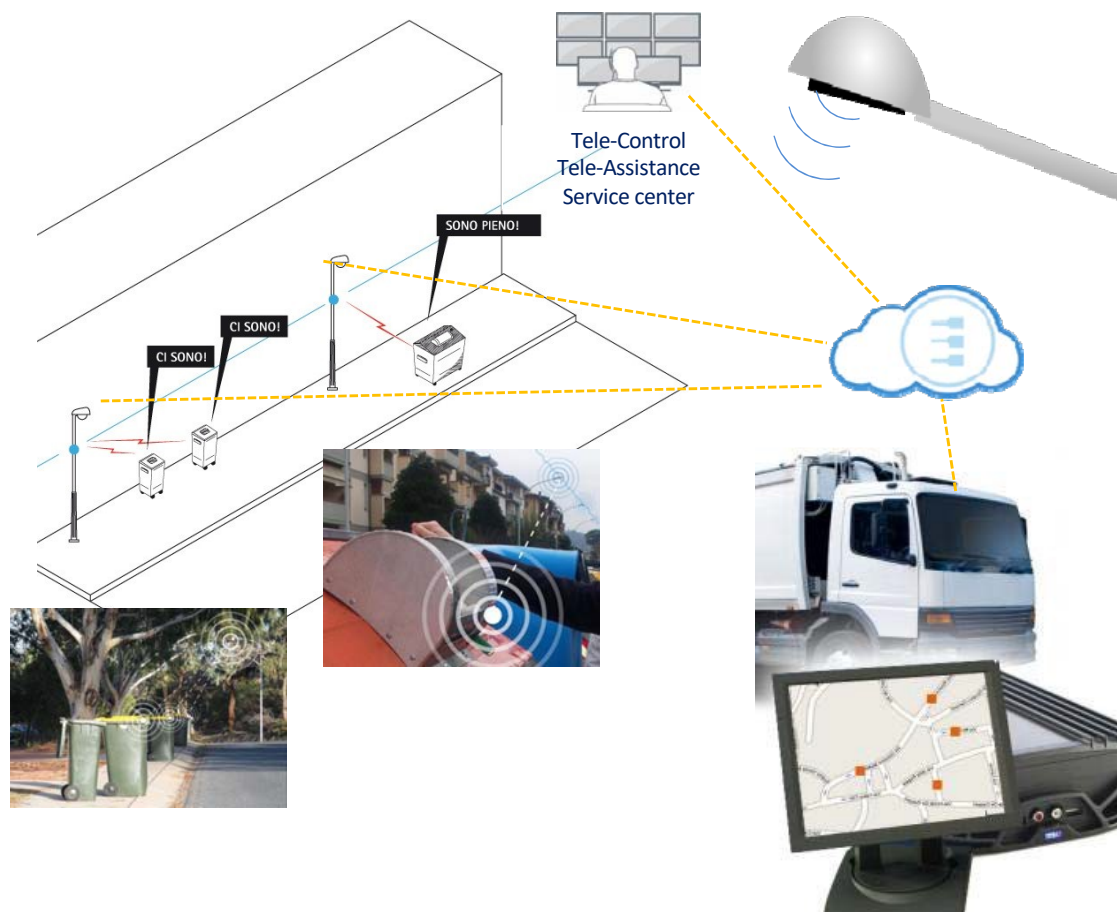 Tele-Control
Tele-Assistance
Service center
SONO PIENO!
CI SONO!
CI SONO!